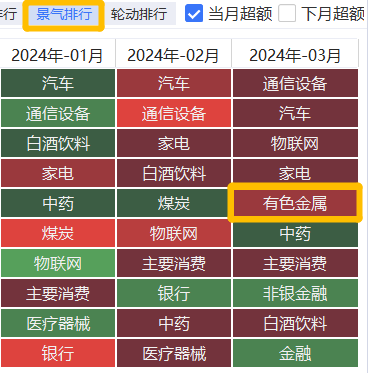 排行 景气排行 轮动排行 当月超额 下月超额
2024年-01月 2024年-02月 2024年-03月
汽车 汽车 通信设备
通信设备 通信设备 汽车
白酒饮料 家电 物联网
家电 白酒饮料 家电
中药 煤炭 有色金属
煤炭 物联网 中药
物联网 主要消费 主要消费
主要消费 银行 非银金融
医疗器械 中药 白酒饮料
银行 医疗器械 金融